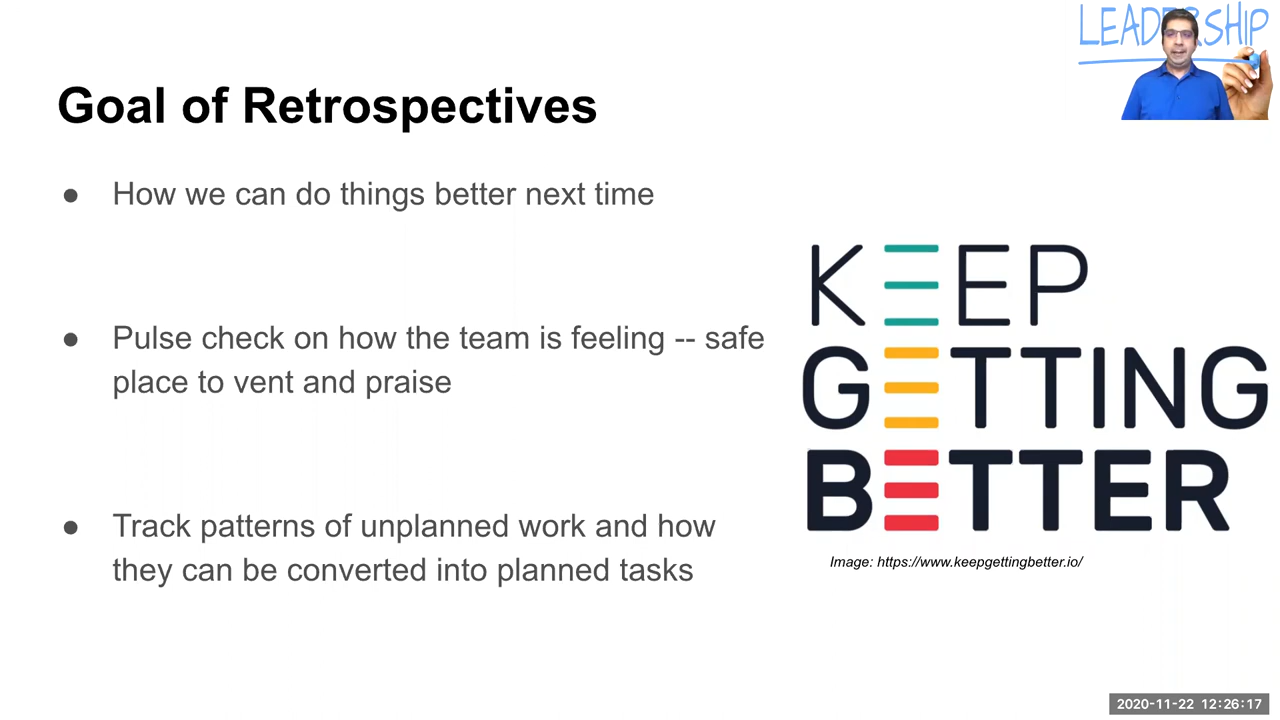 LEADERSHIP
Goal of Retrospectives
● How we can do things better next time
● Pulse check on how the team is feeling -- safe
place to vent and praise
● Track patterns of unplanned work and how
they can be converted into planned tasks
KEEP
GETTING
BETTER
Image: https://www.keepgettingbetter.io/
2020-11-22 12:26:17